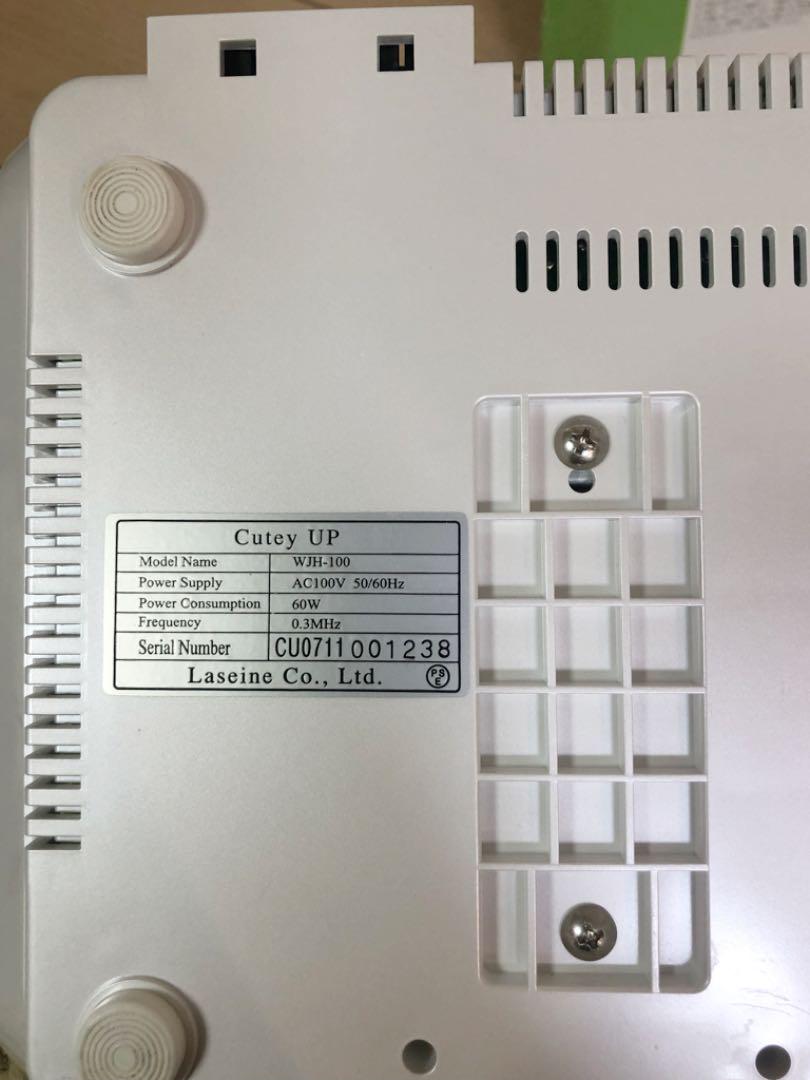 Cutey UP
Model Name WJH-100
Power Supply AC100V 50/60Hz
Power Consumption 60W
Frequency 0.3MHz
Serial Number CU0711001238
Laseine Co., Ltd. PSE